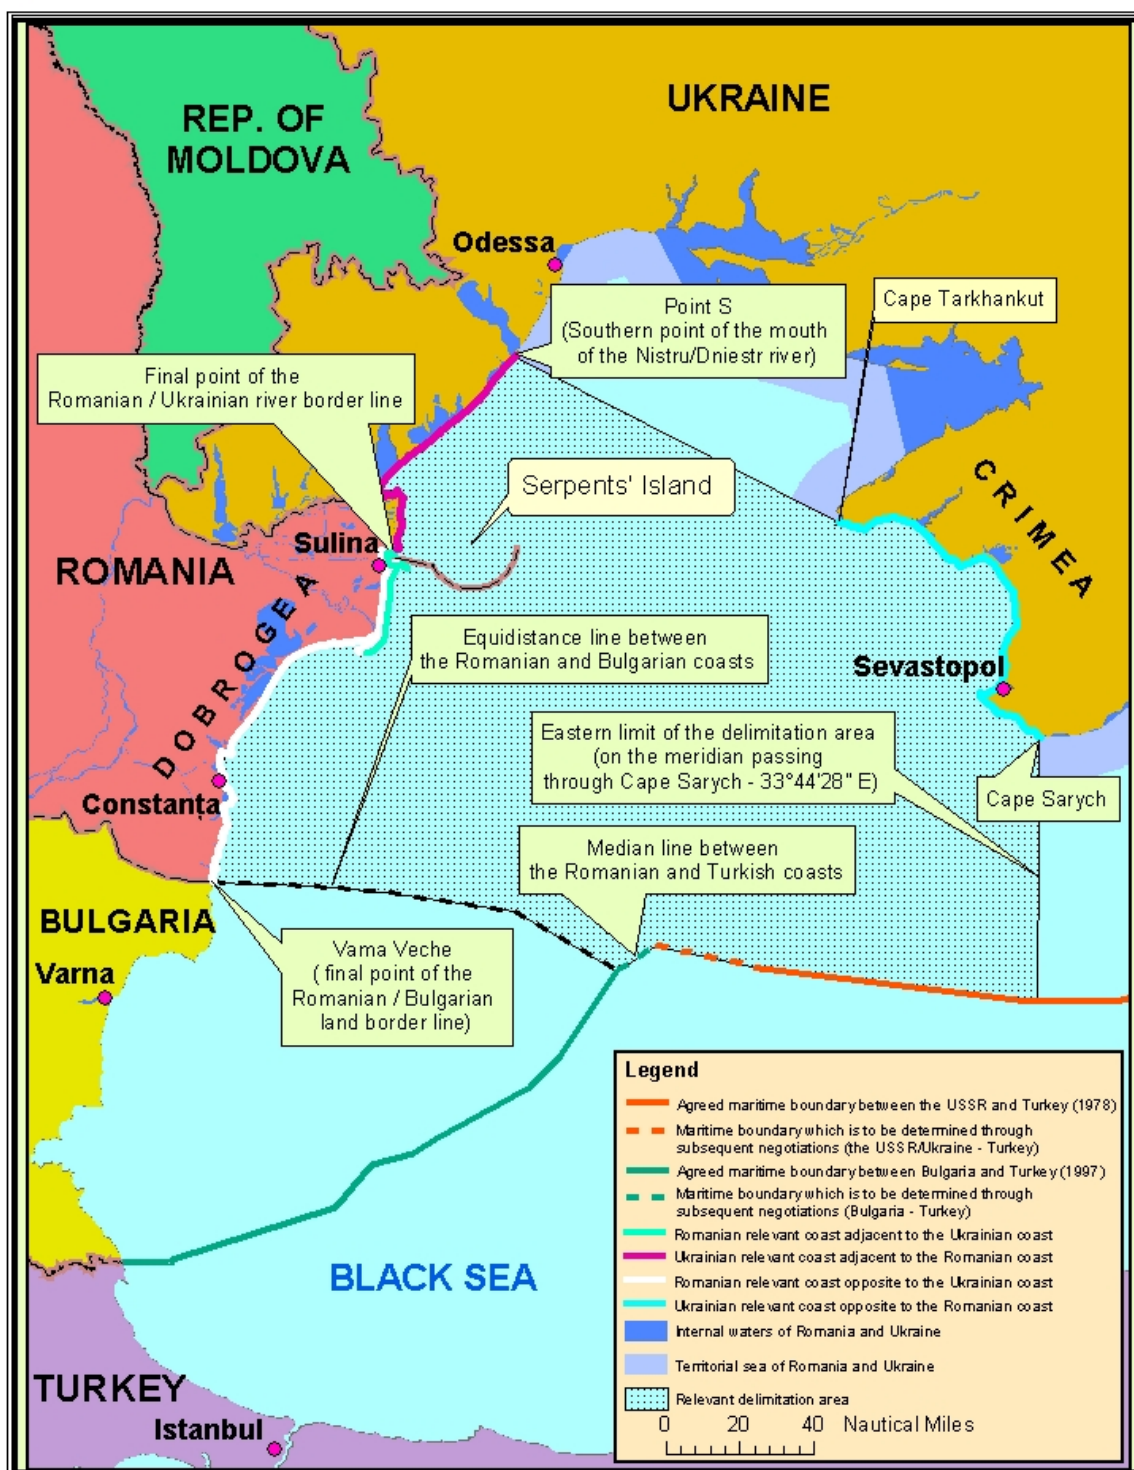 UKRAINE
REP. OF
MOLDOVA
Odessa
Cape Tarkhankut
Point S
(Southern point of the mouth
of the Nistru/Dniestr river)
Final point of the
Romanian / Ukrainian river border line
CRIMEA
Serpents' Island
Sulina
ROMANIA
DOBROGEA
Equidistance line between
the Romanian and Bulgarian coasts
Sevastopol
Eastern limit of the delimitation area
(on the meridian passing
through Cape Sarych - 33°44'28" E)
Cape Sarych
Constanța
Median line between
the Romanian and Turkish coasts
BULGARIA
Varna
Vama Veche
( final point of the
Romanian / Bulgarian
land border line)
Legend
Agreed maritime boundary between the USSR and Turkey (1978)
Maritime boundary which is to be determined through
subsequent negotiations (the USSR/Ukraine - Turkey)
Agreed maritime boundary between Bulgaria and Turkey (1997)
Maritime boundary which is to be determined through
subsequent negotiations (Bulgaria - Turkey)
Romanian relevant coast adjacent to the Ukrainian coast
Ukrainian relevant coast adjacent to the Romanian coast
Romanian relevant coast opposite to the Ukrainian coast
Ukrainian relevant coast opposite to the Romanian coast
Internal waters of Romania and Ukraine
Territorial sea of Romania and Ukraine
Relevant delimitation area
0 20 40 Nautical Miles
BLACK SEA
TURKEY
Istanbul